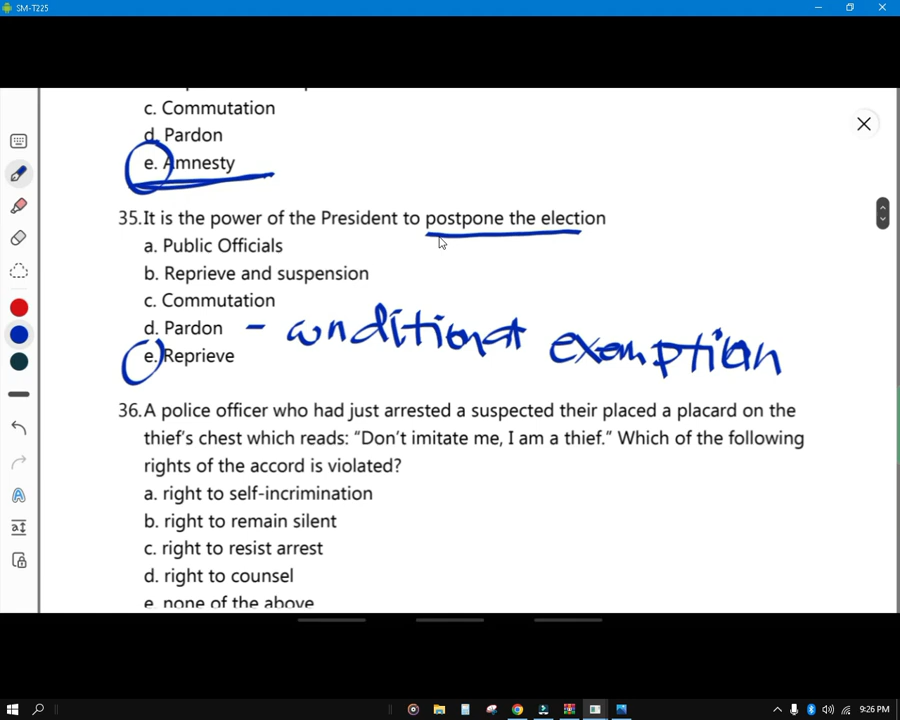 SM-T225
c. Commutation
d. Pardon
e. Amnesty
35.It is the power of the President to postpone the election
a. Public Officials
b. Reprieve and suspension
c. Commutation
d. Pardon - conditional exemption
e. Reprieve
36.A police officer who had just arrested a suspected their placed a placard on the
thief's chest which reads: “Don't imitate me, I am a thief.” Which of the following
rights of the accord is violated?
a. right to self-incrimination
b. right to remain silent
c. right to resist arrest
d. right to counsel
e. none of the above
9:26 PM